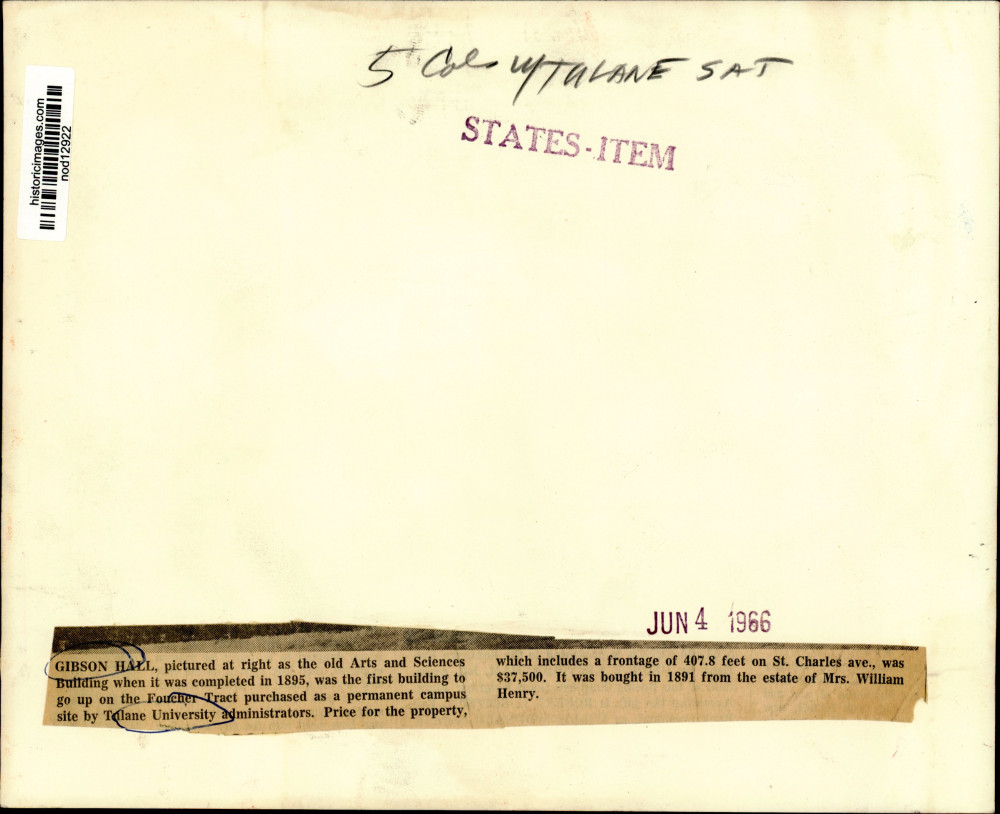 5 Col w/TULANE SAT
STATES-ITEM
historicimages.com
nod12922
JUN 4 1966
GIBSON HALL, pictured at right as the old Arts and Sciences
Building when it was completed in 1895, was the first building to
go up on the Foucher Tract purchased as a permanent campus
site by Tulane University administrators. Price for the property,
which includes a frontage of 407.8 feet on St. Charles ave., was
$37,500. It was bought in 1891 from the estate of Mrs. William
Henry.